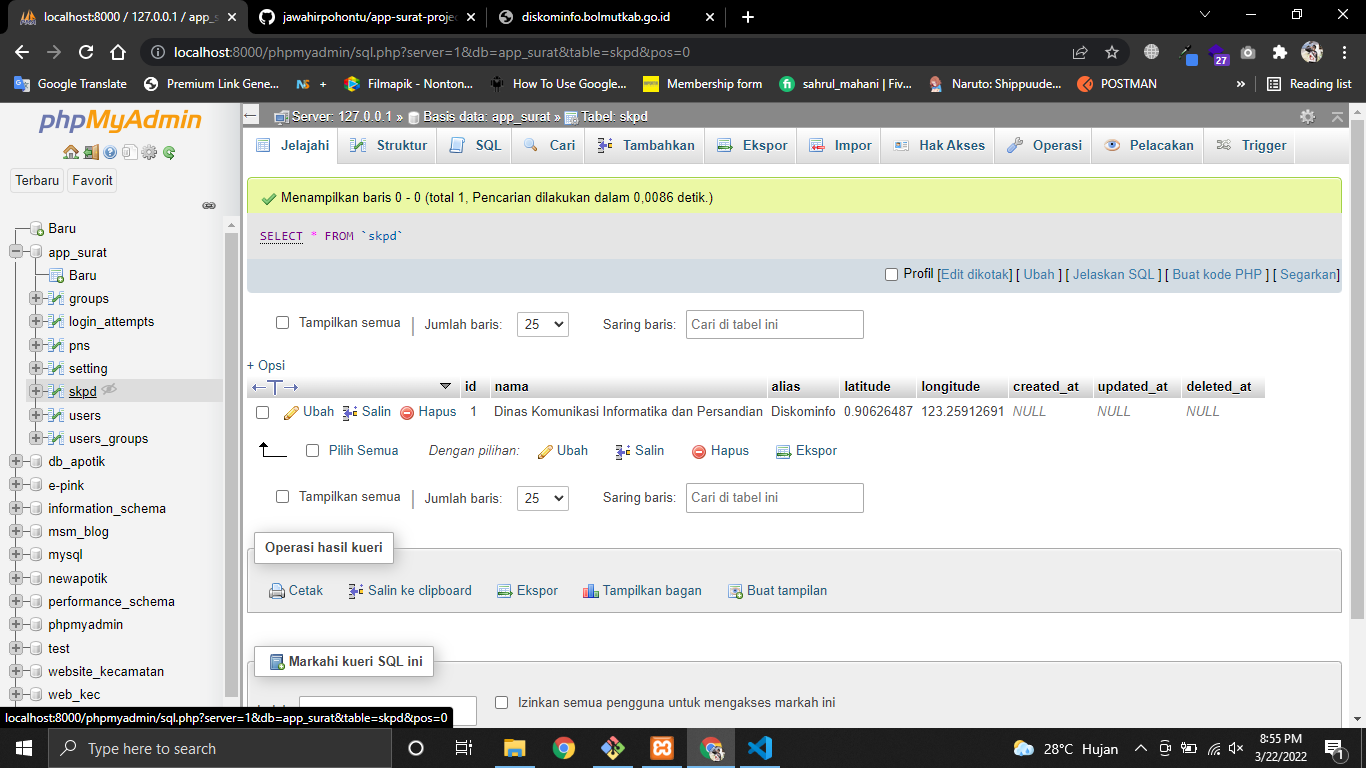 localhost:8000 / 127.0.0.1 / app_s
jawahirpohontu/app-surat-projec
diskominfo.bolmutkab.go.id
localhost:8000/phpmyadmin/sql.php?server=1&db=app_surat&table=skpd&pos=0
27
Google Translate
Premium Link Gene...
+
Filmapik - Nonton...
How To Use Google...
Membership form
sahrul_mahani | Fiv...
Naruto: Shippuude...
POSTMAN
»
Reading list
phpMyAdmin
Terbaru
Favorit
Baru
app_surat
Baru
groups
login_attempts
pns
setting
skpd
users
users_groups
db_apotik
e-pink
information_schema
msm_blog
mysql
newapotik
performance_schema
phpmyadmin
test
website_kecamatan
web_kec
Server: 127.0.0.1 » Basis data: app_surat » Tabel: skpd
Jelajahi Struktur SQL Cari Tambahkan Ekspor Impor Hak Akses Operasi Pelacakan Trigger
Menampilkan baris 0 - 0 (total 1, Pencarian dilakukan dalam 0,0086 detik.)
SELECT * FROM `skpd`
Profil [Edit dikotak] [ Ubah ] [ Jelaskan SQL ] [ Buat kode PHP ] [ Segarkan]
Tampilkan semua | Jumlah baris: 25 Saring baris: Cari di tabel ini
+ Opsi
←T→ id nama alias latitude longitude created_at updated_at deleted_at
Ubah Salin Hapus 1 Dinas Komunikasi Informatika dan Persandian Diskominfo 0.90626487 123.25912691 NULL NULL NULL
Pilih Semua Dengan pilihan: Ubah Salin Hapus Ekspor
Tampilkan semua | Jumlah baris: 25 Saring baris: Cari di tabel ini
Operasi hasil kueri
Cetak Salin ke clipboard Ekspor Tampilkan bagan Buat tampilan
Markahi kueri SQL ini
Izinkan semua pengguna untuk mengakses markah ini
localhost:8000/phpmyadmin/sql.php?server=1&db=app_surat&table=skpd&pos=0
Type here to search
28°C Hujan
8:55 PM
3/22/2022
1